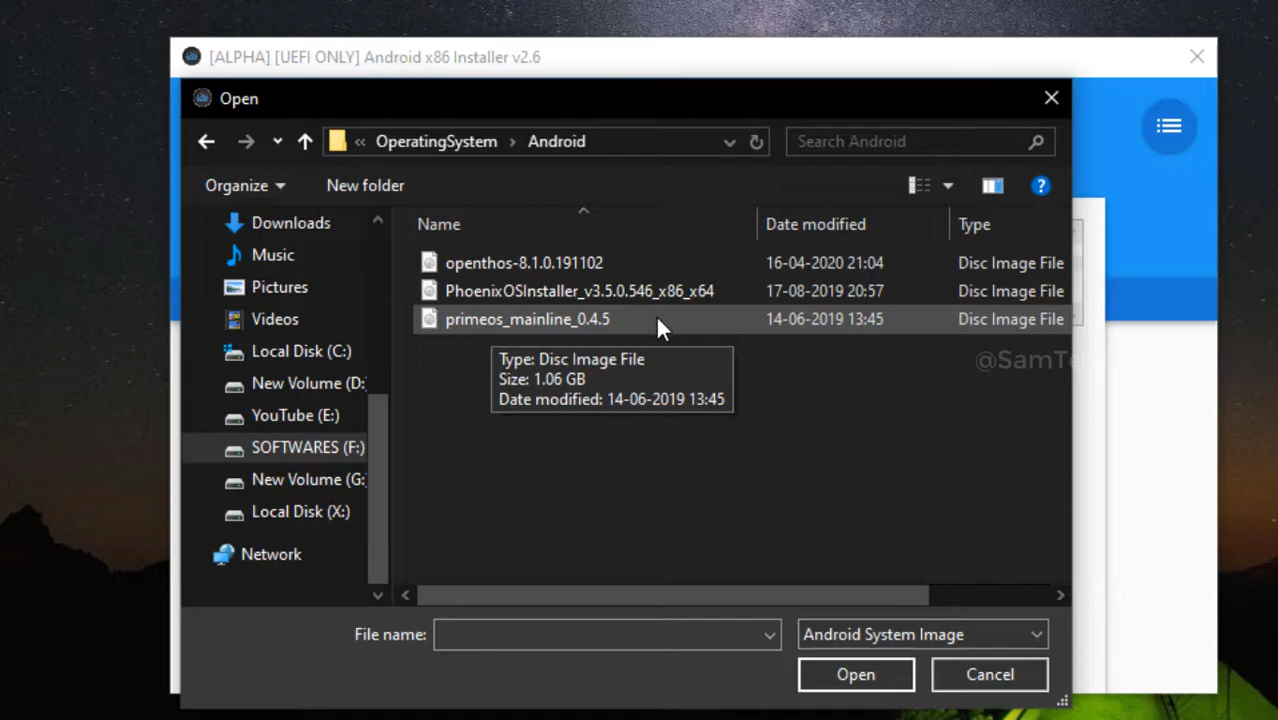 [ALPHA] [UEFI ONLY] Android x86 Installer v2.6
Open
« OperatingSystem > Android
Search Android
Organize
New folder
?
Downloads
Music
Pictures
Videos
Local Disk (C:)
New Volume (D:
YouTube (E:)
SOFTWARES (F:)
New Volume (G:
Local Disk (X:)
Network
Name Date modified Type
openthos-8.1.0.191102 16-04-2020 21:04 Disc Image File
PhoenixOSInstaller_v3.5.0.546_x86_x64 17-08-2019 20:57 Disc Image File
primeos_mainline_0.4.5 14-06-2019 13:45 Disc Image File
Type: Disc Image File
Size: 1.06 GB
Date modified: 14-06-2019 13:45
@SamTe
File name:
Android System Image
Open
Cancel